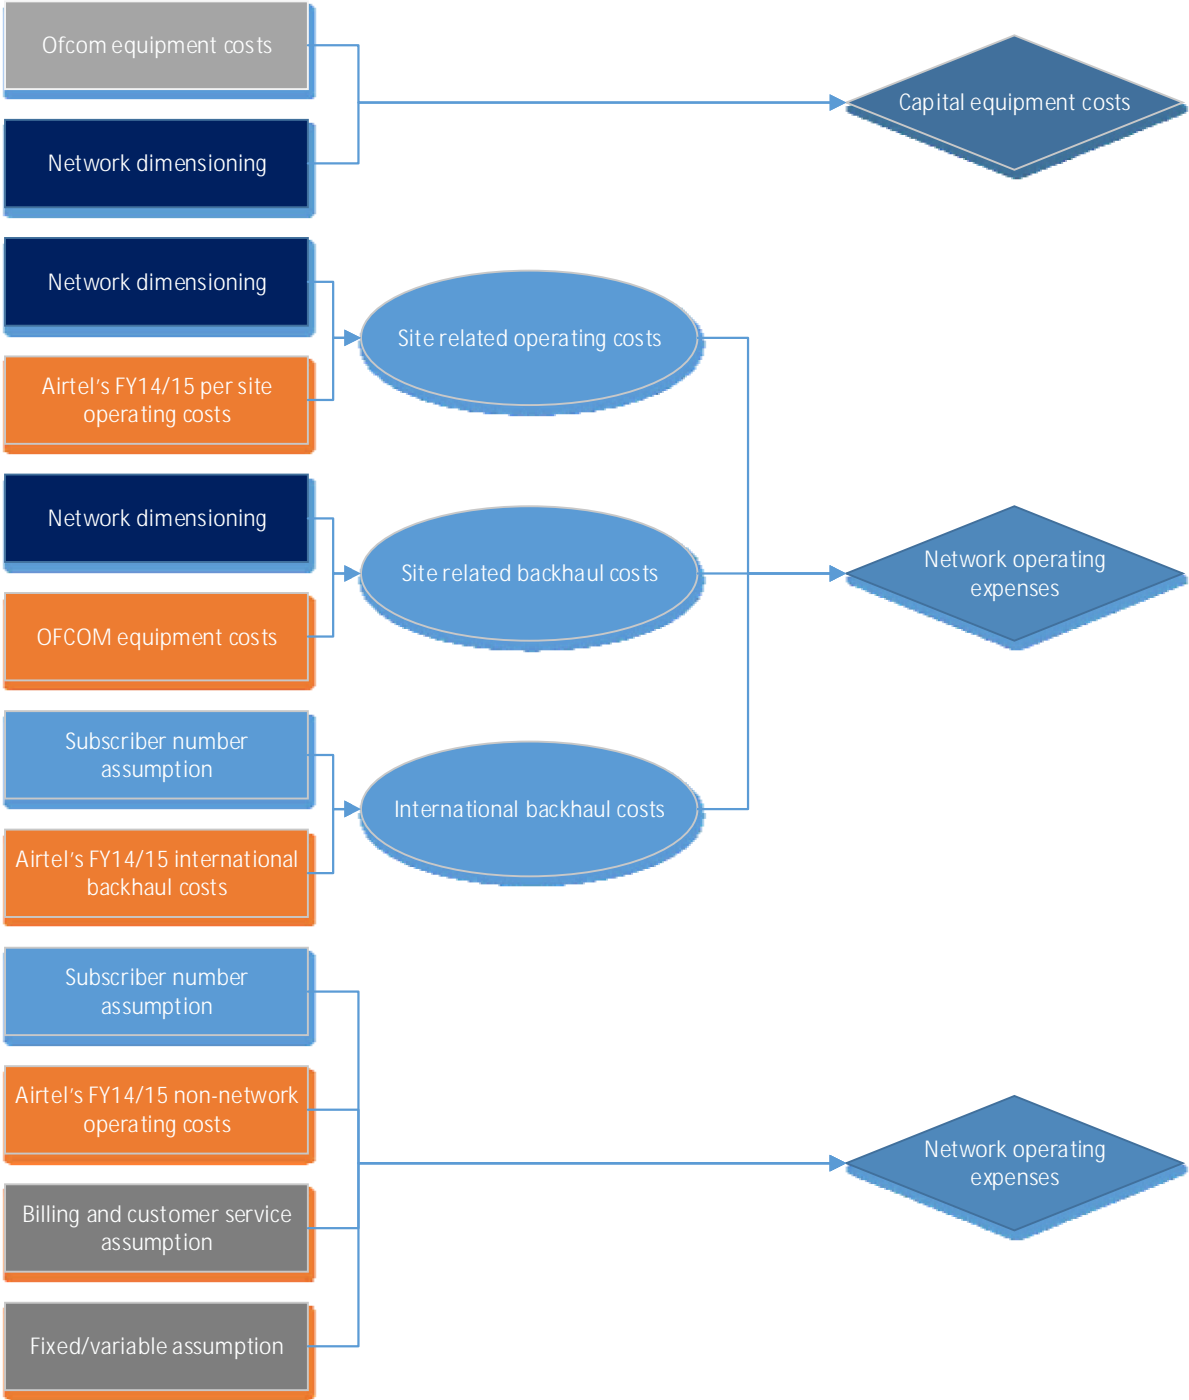 Ofcom equipment costs
Capital equipment costs
Network dimensioning
Network dimensioning
Site related operating costs
Airtel's FY14/15 per site
operating costs
Network dimensioning
Site related backhaul costs
Network operating
expenses
OFCOM equipment costs
Subscriber number
assumption
International backhaul costs
Airtel's FY14/15 international
backhaul costs
Subscriber number
assumption
Airtel's FY14/15 non-network
operating costs
Network operating
expenses
Billing and customer service
assumption
Fixed/variable assumption